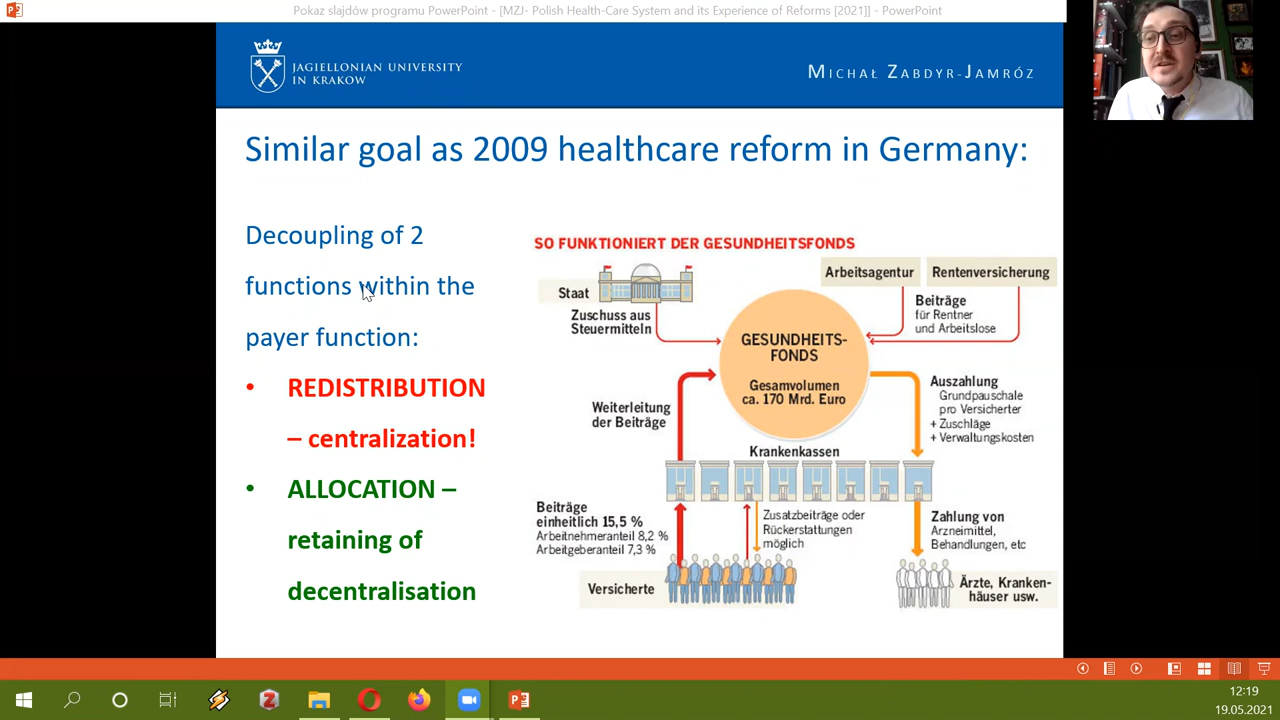 Pokaz slajdów programu PowerPoint - [MZJ- Polish Health-Care System and its Experience of Reforms [2021]] - PowerPoint
JAGIELLONIAN UNIVERSITY
IN KRAKOW
MICHAŁ ZABDYR-JAMRÓZ
Similar goal as 2009 healthcare reform in Germany:
Decoupling of 2
functions within the
payer function:
• REDISTRIBUTION
– centralization!
• ALLOCATION –
retaining of
decentralisation
SO FUNKTIONIERT DER GESUNDHEITSFONDS
Staat
Zuschuss aus
Steuermitteln
Arbeitsagentur
Rentenversicherung
Beiträge
für Rentner
und Arbeitslose
GESUNDHEITS-
FONDS
Gesamvolumen
ca. 170 Mrd. Euro
Weiterleitung
der Beiträge
Auszahlung
Grundpauschale
pro Versicherter
+ Zuschläge
+ Verwaltungskosten
Krankenkassen
Beiträge
einheitlich 15,5 %
Arbeitnehmeranteil 8,2 %
Arbeitgeberanteil 7,3 %
Zusatzbeiträge oder
Rückerstattungen
möglich
Zahlung von
Arzneimittel,
Behandlungen, etc
Versicherte
Ärzte, Kranken-
häuser usw.
12:19
19.05.2021